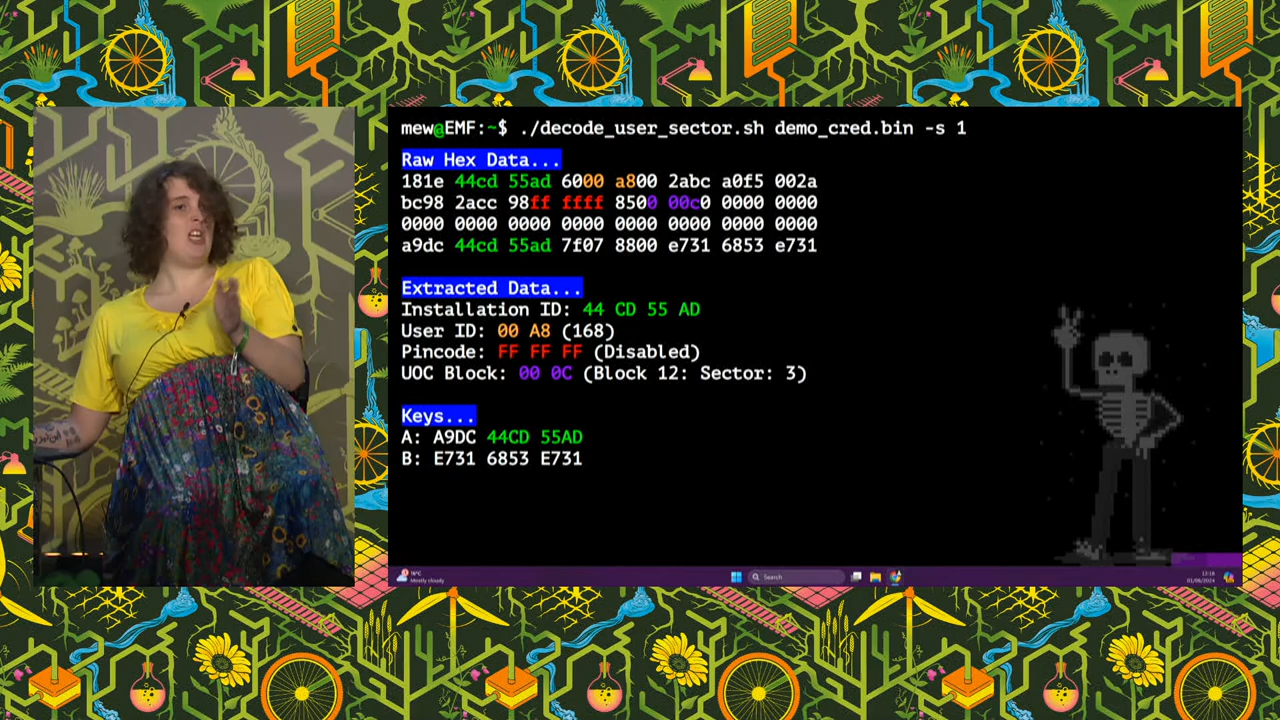 mew@EMF:~$ ./decode_user_sector.sh demo_cred.bin -s 1
Raw Hex Data...
181e 44cd 55ad 6000 a800 2abc a0f5 002a
bc98 2acc 98ff ffff 8500 00c0 0000 0000
0000 0000 0000 0000 0000 0000 0000 0000
a9dc 44cd 55ad 7f07 8800 e731 6853 e731
Extracted Data...
Installation ID: 44 CD 55 AD
User ID: 00 A8 (168)
Pincode: FF FF FF (Disabled)
UOC Block: 00 0C (Block 12: Sector: 3)
Keys...
A: A9DC 44CD 55AD
B: E731 6853 E731
Mostly cloudy
Search